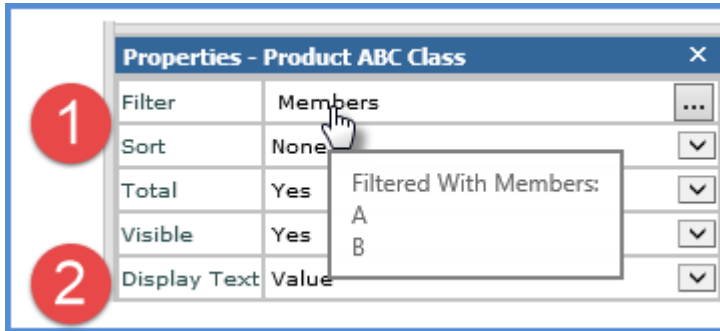 Properties - Product ABC Class ×
1
Filter Members ...
Sort None
Total Yes
Visible Yes
Filtered With Members:
A
B
2
Display Text Value